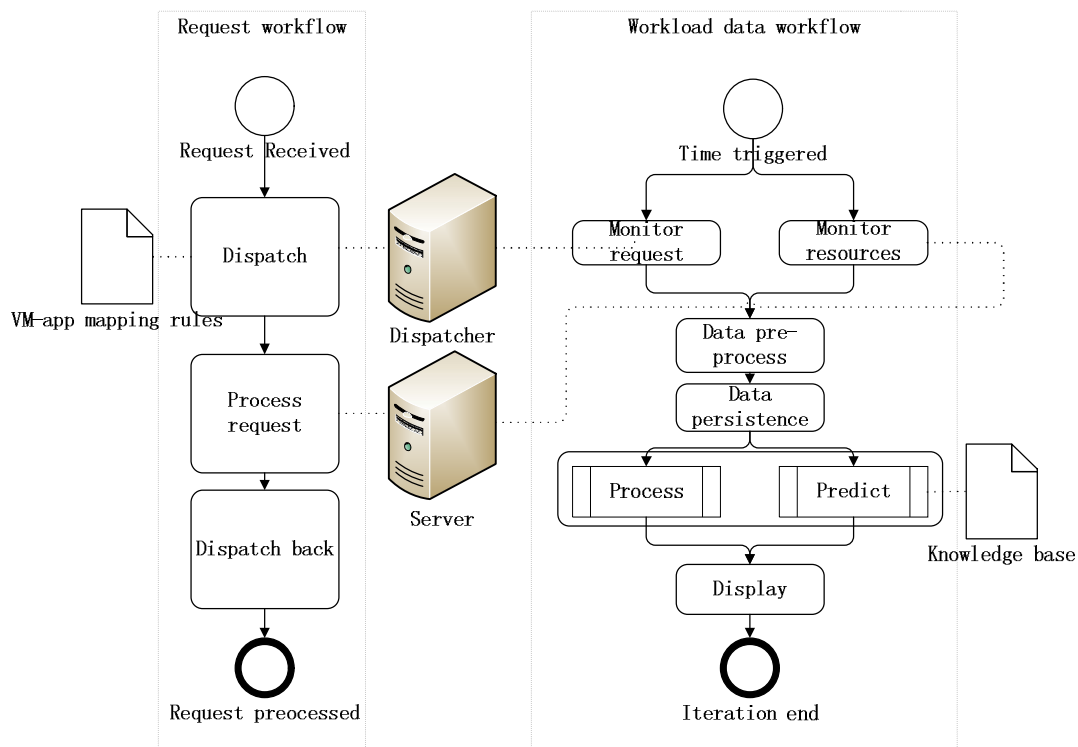 Request workflow
Request Received
Dispatch
VM-app mapping rules
Process
request
Dispatch back
Request preocessed
Dispatcher
Server
Workload data workflow
Time triggered
Monitor
request
Monitor
resources
Data pre-
process
Data
persistence
Process
Predict
Knowledge base
Display
Iteration end